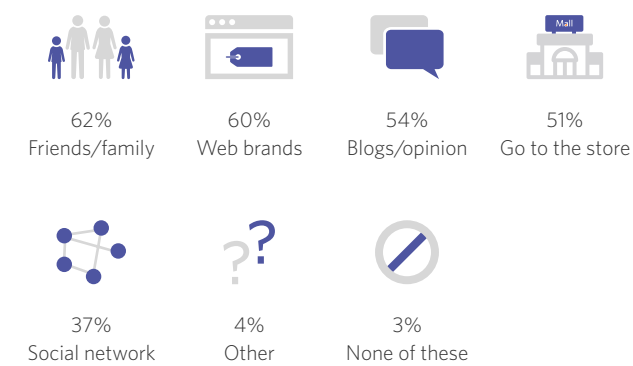 Mall
62%
Friends/family
60%
Web brands
54%
Blogs/opinion
51%
Go to the store
??
37%
Social network
4%
Other
3%
None of these